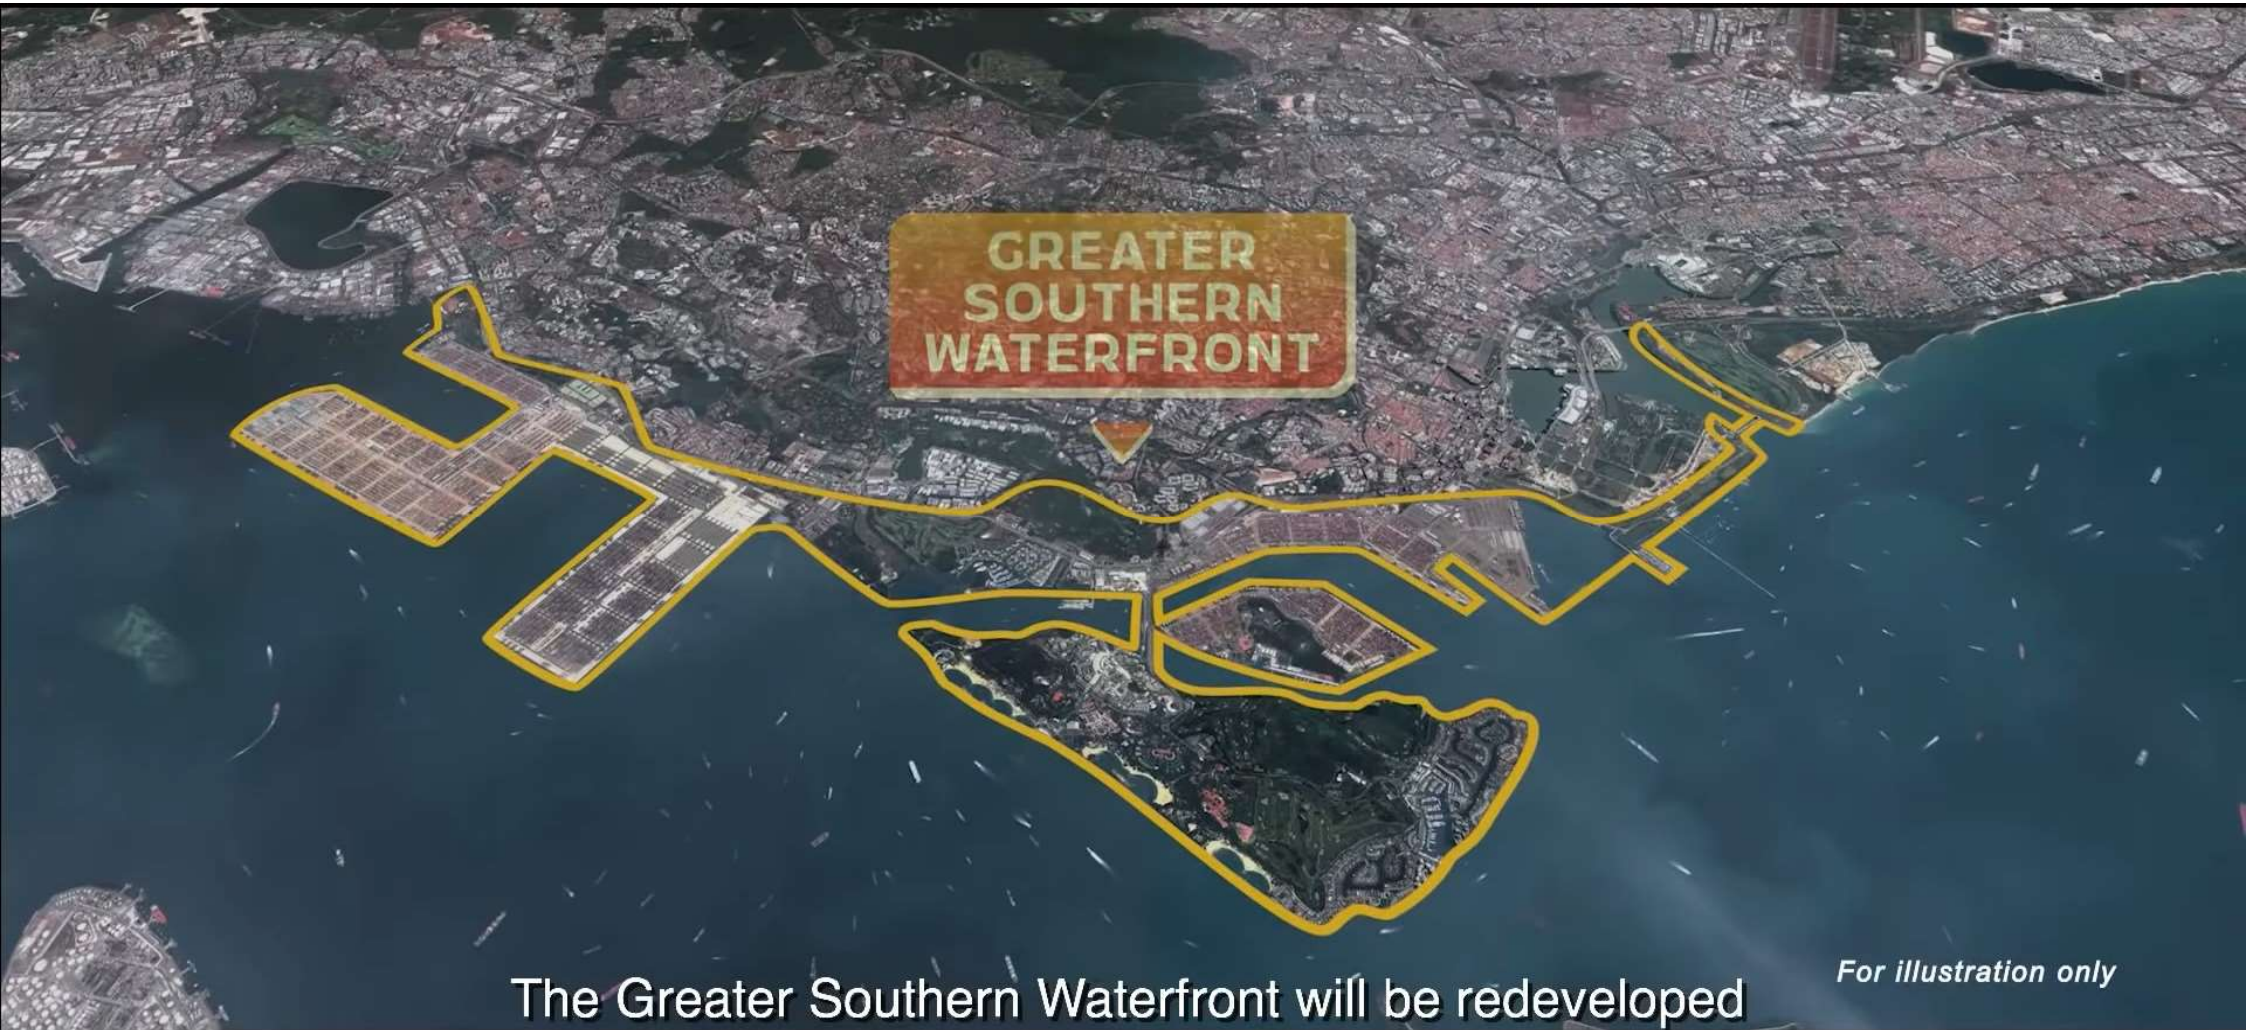 GREATER
SOUTHERN
WATERFRONT
For illustration only
The Greater Southern Waterfront will be redeveloped